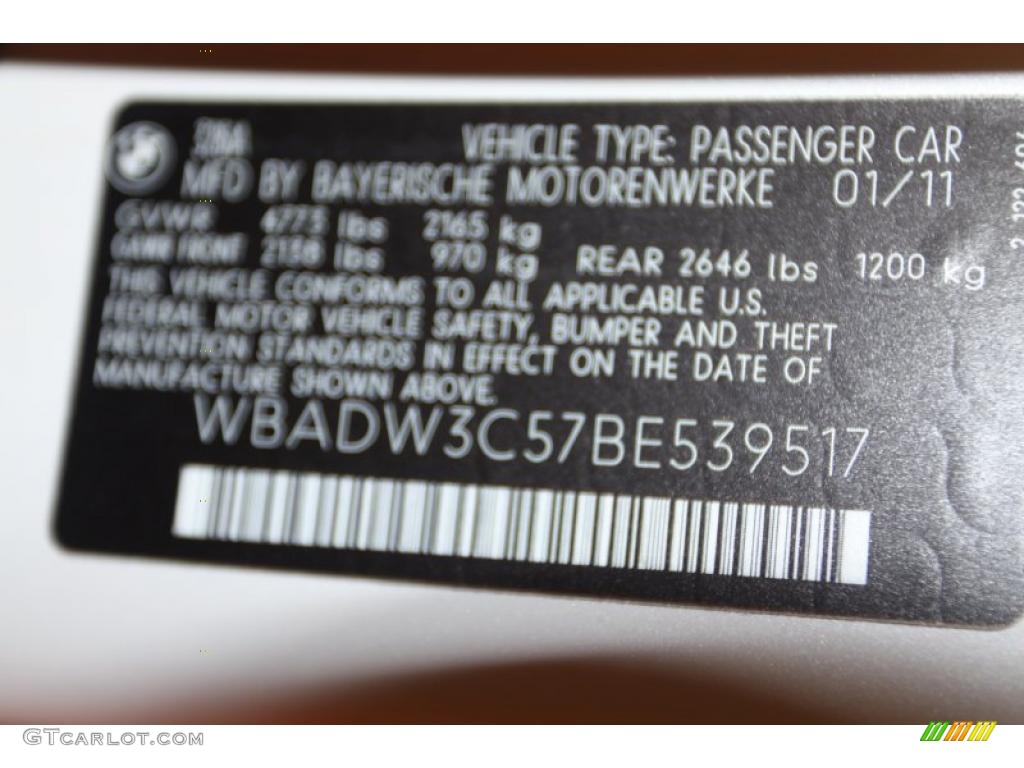 VEHICLE TYPE: PASSENGER CAR
MFD BY BAYERISCHE MOTORENWERKE 01/11
GVWR 4773 lbs 2165 kg
GAWR FRONT 2138 lbs 970 kg REAR 2646 lbs 1200 kg
THIS VEHICLE CONFORMS TO ALL APPLICABLE U.S.
FEDERAL MOTOR VEHICLE SAFETY, BUMPER AND THEFT
PREVENTION STANDARDS IN EFFECT ON THE DATE OF
MANUFACTURE SHOWN ABOVE.
WBADW3C57BE539517
GTCARLOT.COM